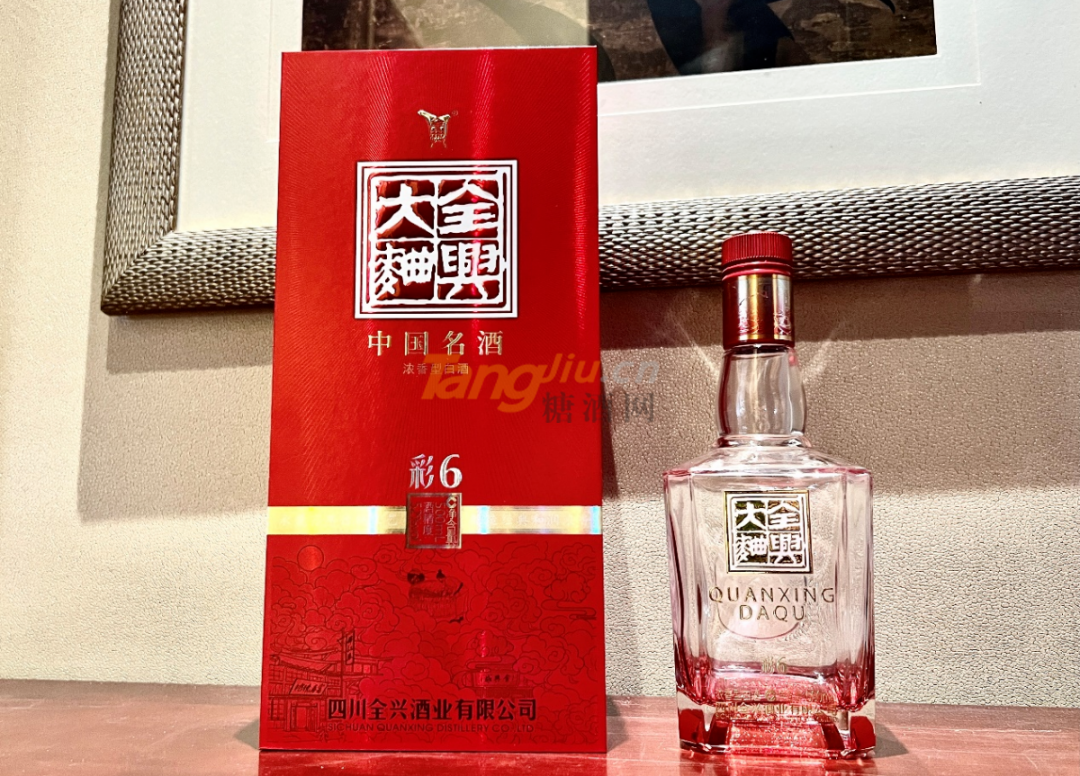 全興
大麯
中国名酒
浓香型白酒
TangJiu.cn
糖酒网
彩6
四川全兴酒业有限公司
SICHUAN QUANXING DISTILLERY CO., LTD
全興
大麯
QUANXING
DAQU